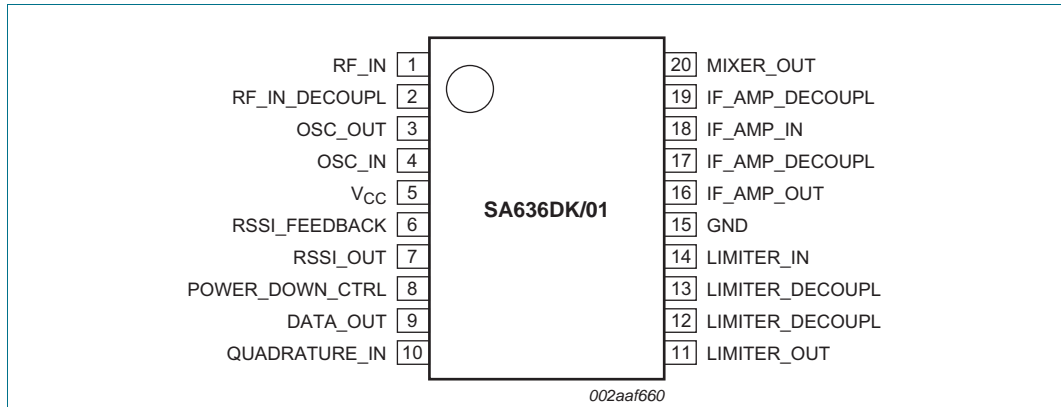 RF_IN 1
RF_IN_DECOUPL 2
OSC_OUT 3
OSC_IN 4
VCC 5
RSSI_FEEDBACK 6
RSSI_OUT 7
POWER_DOWN_CTRL 8
DATA_OUT 9
QUADRATURE_IN 10
SA636DK/01
20 MIXER_OUT
19 IF_AMP_DECOUPL
18 IF_AMP_IN
17 IF_AMP_DECOUPL
16 IF_AMP_OUT
15 GND
14 LIMITER_IN
13 LIMITER_DECOUPL
12 LIMITER_DECOUPL
11 LIMITER_OUT
002aaf660